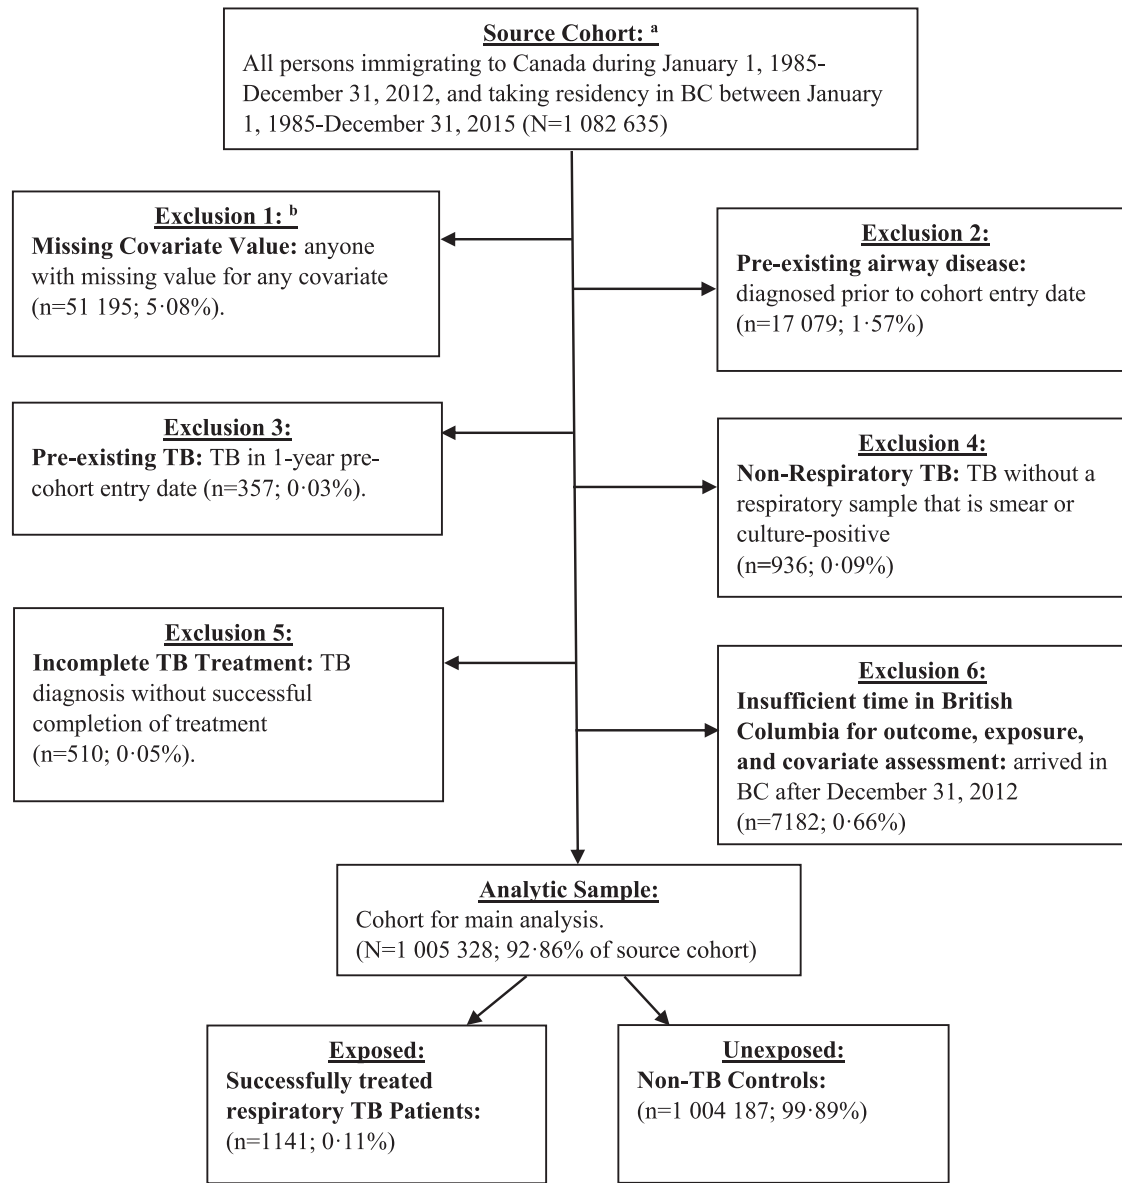 Source Cohort: a
All persons immigrating to Canada during January 1, 1985-
December 31, 2012, and taking residency in BC between January
1, 1985-December 31, 2015 (N=1 082 635)
Exclusion 1: b
Missing Covariate Value: anyone
with missing value for any covariate
(n=51 195; 5·08%).
Exclusion 2:
Pre-existing airway disease:
diagnosed prior to cohort entry date
(n=17 079; 1·57%)
Exclusion 3:
Pre-existing TB: TB in 1-year pre-
cohort entry date (n=357; 0·03%).
Exclusion 4:
Non-Respiratory TB: TB without a
respiratory sample that is smear or
culture-positive
(n=936; 0·09%)
Exclusion 5:
Incomplete TB Treatment: TB
diagnosis without successful
completion of treatment
(n=510; 0·05%).
Exclusion 6:
Insufficient time in British
Columbia for outcome, exposure,
and covariate assessment: arrived in
BC after December 31, 2012
(n=7182; 0·66%)
Analytic Sample:
Cohort for main analysis.
(N=1 005 328; 92·86% of source cohort)
Exposed:
Successfully treated
respiratory TB Patients:
(n=1141; 0·11%)
Unexposed:
Non-TB Controls:
(n=1 004 187; 99·89%)